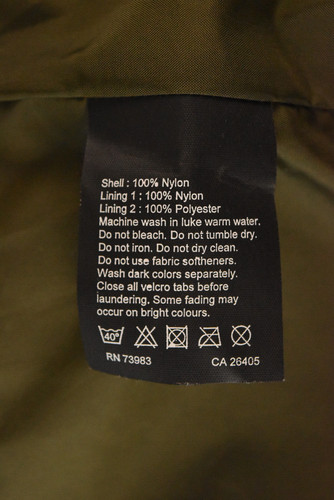 Shell : 100% Nylon
Lining 1 : 100% Nylon
Lining 2 : 100% Polyester
Machine wash in luke warm water.
Do not bleach. Do not tumble dry.
Do not iron. Do not dry clean.
Do not use fabric softheners.
Wash dark colors separately.
Close all velcro tabs before
laundering. Some fading may
occur on bright colours.
40°
RN 73983 CA 26405